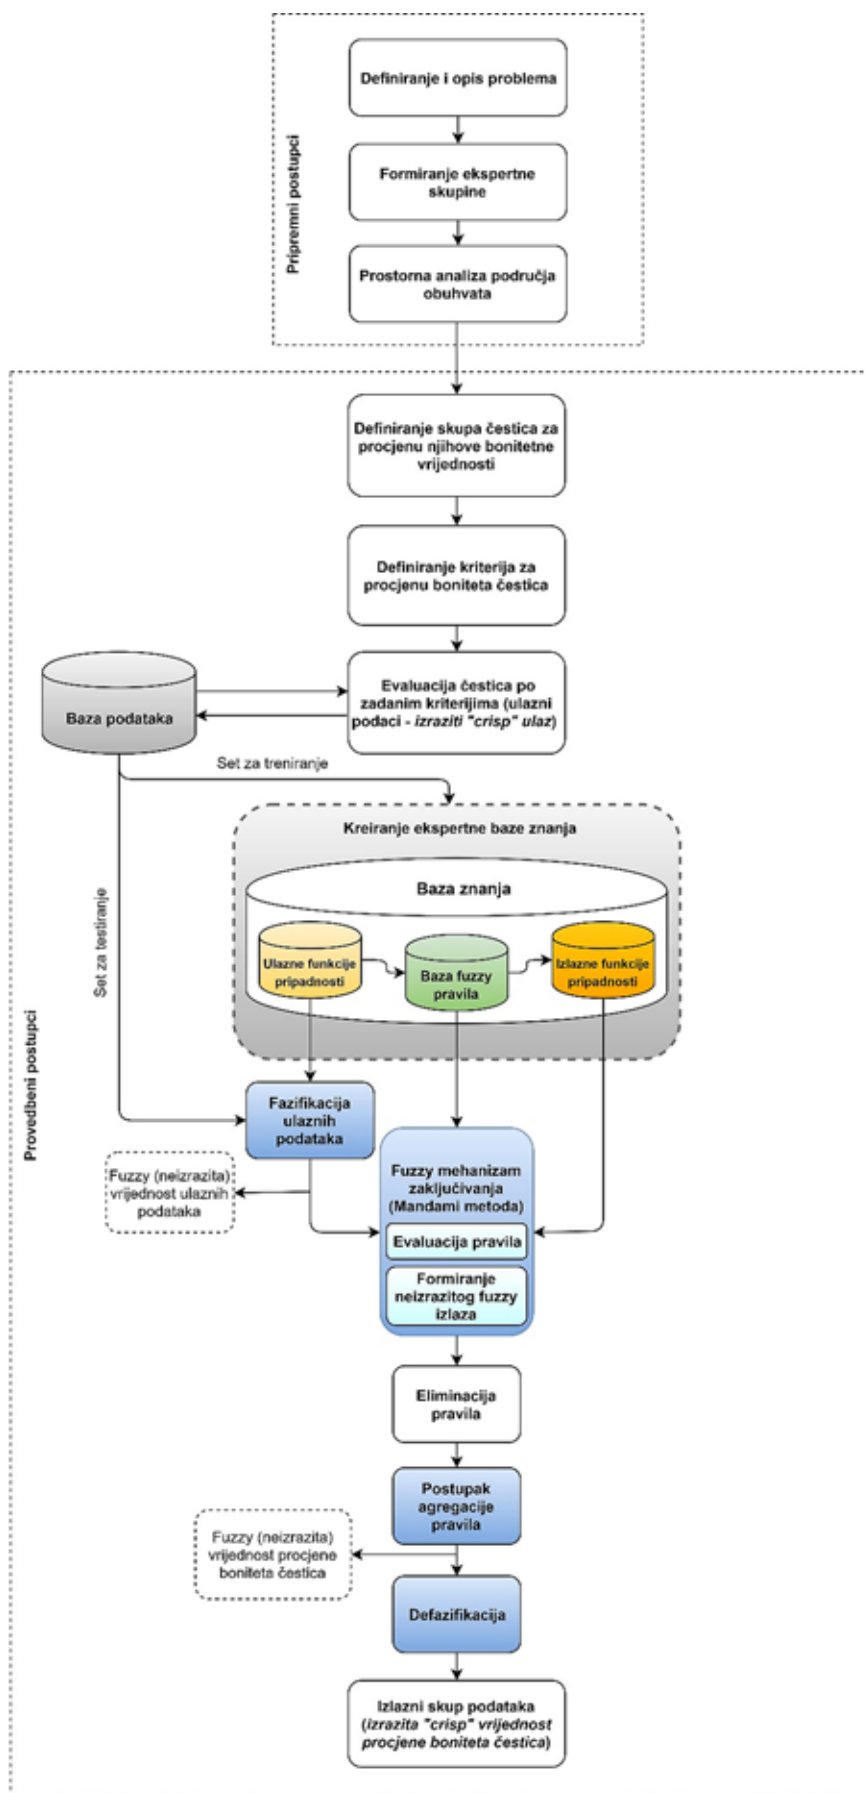 Pripremni postupci
Definiranje i opis problema
Formiranje ekspertne
skupine
Prostorna analiza područja
obuhvata
Provedbeni postupci
Definiranje skupa čestica za
procjenu njihove bonitetne
vrijednosti
Definiranje kriterija za
procjenu boniteta čestica
Evaluacija čestica po
zadanim kriterijima (ulazni
podaci - izraziti "crisp" ulaz)
Baza podataka
Set za treniranje
Set za testiranje
Kreiranje ekspertne baze znanja
Baza znanja
Ulazne funkcije
pripadnosti
Baza fuzzy
pravila
Izlazne funkcije
pripadnosti
Fazifikacija
ulaznih
podataka
Fuzzy (neizrazita)
vrijednost ulaznih
podataka
Fuzzy mehanizam
zaključivanja
(Mandami metoda)
Evaluacija pravila
Formiranje
neizrazitog fuzzy
izlaza
Eliminacija
pravila
Postupak
agregacije
pravila
Fuzzy (neizrazita)
vrijednost procjene
boniteta čestica
Defazifikacija
Izlazni skup podataka
(izrazita "crisp" vrijednost
procjene boniteta čestica)